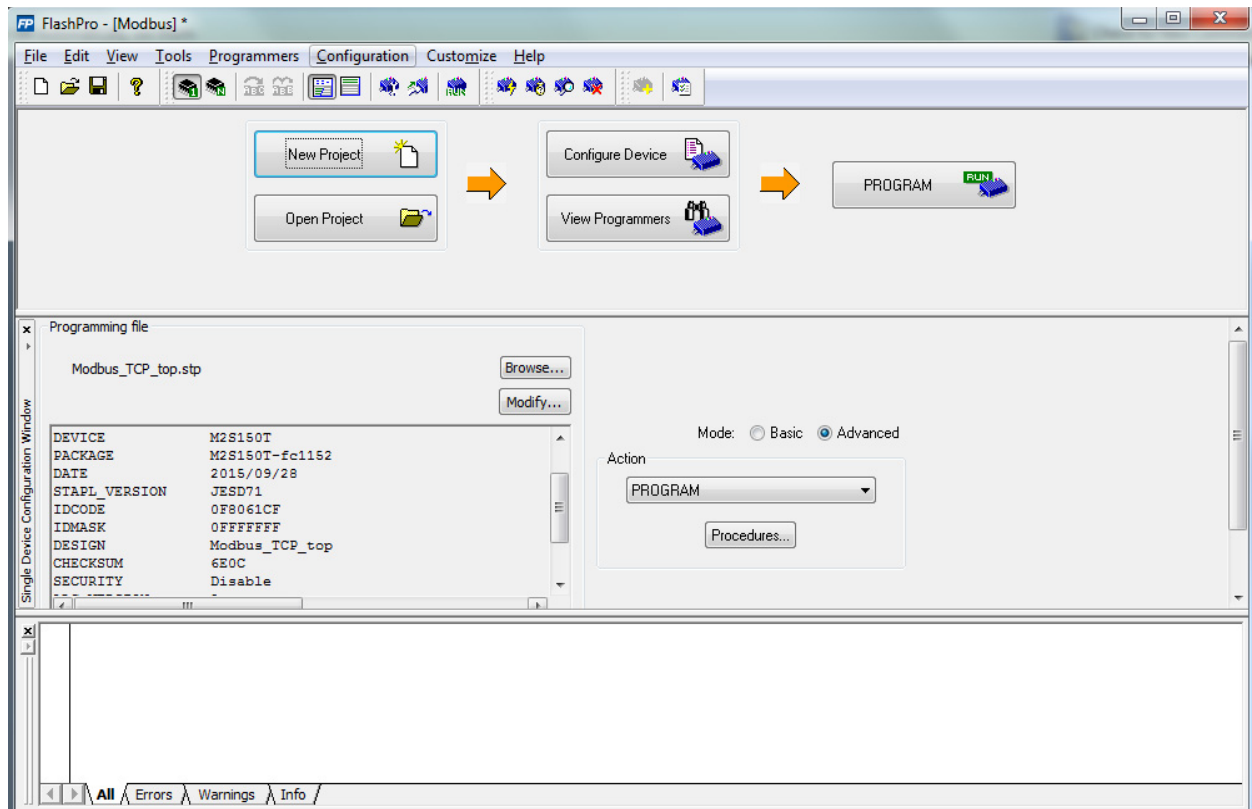 FP FlashPro - [Modbus] *
File Edit View Tools Programmers Configuration Customize Help
RUN
New Project
Configure Device
PROGRAM RUN
Open Project
View Programmers
Programming file
Modbus_TCP_top.stp
Browse...
Modify...
Single Device Configuration Window
DEVICE M2S150T
PACKAGE M2S150T-fc1152
DATE 2015/09/28
STAPL_VERSION JESD71
IDCODE 0F8061CF
IDMASK 0FFFFFFF
DESIGN Modbus_TCP_top
CHECKSUM 6E0C
SECURITY Disable
Mode: Basic Advanced
Action
PROGRAM
Procedures...
All Errors Warnings Info